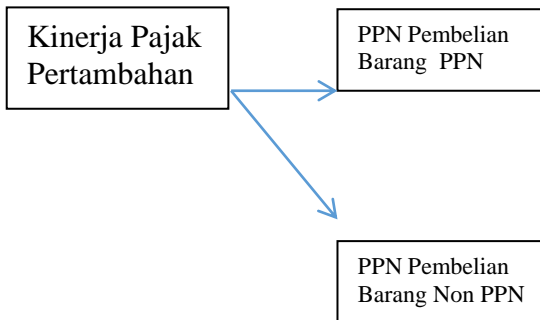 Kinerja Pajak
Pertambahan
PPN Pembelian
Barang PPN
PPN Pembelian
Barang Non PPN